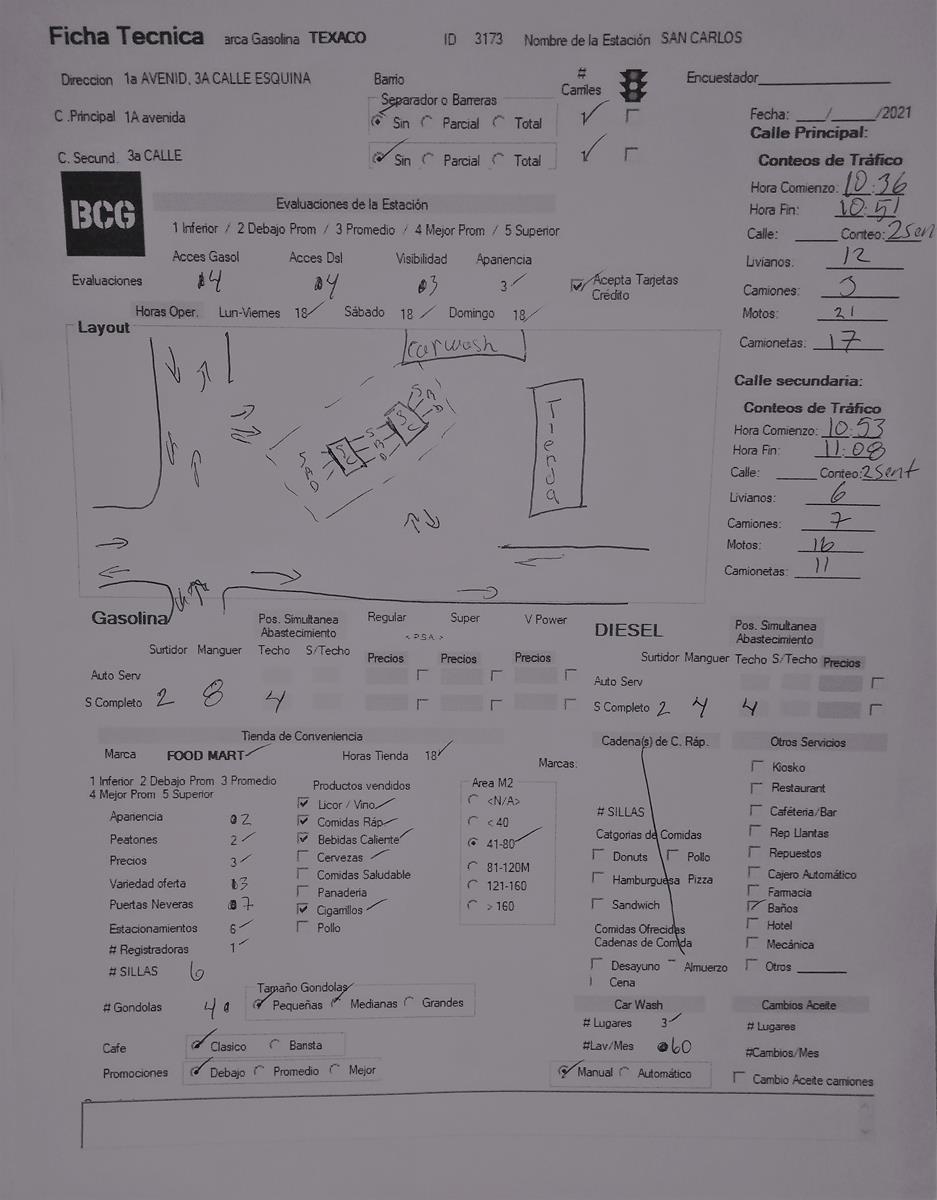 Ficha Tecnica arca Gasolina TEXACO ID 3173 Nombre de la Estación SAN CARLOS
Direccion 1a AVENID, 3A CALLE ESQUINA Barrio # Carriles Encuestador
Separador o Barreras
C .Principal 1A avenida Sin Parcial Total
Fecha: ___/___/2021
Calle Principal:
C. Secund. 3a CALLE Sin Parcial Total
Conteos de Tráfico
Hora Comienzo: 10:36
BCG
Evaluaciones de la Estación
Hora Fin: 10:51
1 Inferior / 2 Debajo Prom / 3 Promedio / 4 Mejor Prom / 5 Superior
Calle: Conteo: 2 Sen
Acces Gasol Acces Dsl Visibilidad Apariencia
Livianos: 12
Evaluaciones 4 4 3 3 Acepta Tarjetas Crédito
Camiones: 3
Horas Oper. Lun-Viernes 18 Sábado 18 Domingo 18
Motos: 21
Camionetas: 17
Layout
carwash
Tienda
S A D
S C
S B D
S C
S A D
Calle secundaria:
Conteos de Tráfico
Hora Comienzo: 10:53
Hora Fin: 11:08
Calle: Conteo: 2 Sent
Livianos: 6
Camiones: 7
Motos: 16
Camionetas: 11
Gasolina Pos. Simultanea Abastecimiento Regular Super V Power
< P.S.A >
DIESEL Pos. Simultanea Abastecimiento
Surtidor Manguer Techo S/Techo Precios Precios Precios
Surtidor Manguer Techo S/Techo Precios
Auto Serv
Auto Serv
S Completo 2 8 4
S Completo 2 4 4
Tienda de Conveniencia
Marca FOOD MART Horas Tienda 18
1 Inferior 2 Debajo Prom 3 Promedio
4 Mejor Prom 5 Superior
Apariencia 2
Peatones 2
Precios 3
Variedad oferta 3
Puertas Neveras 7
Estacionamientos 6
# Registradoras 1
# SILLAS 6
Productos vendidos
Licor / Vino
Comidas Ráp.
Bebidas Caliente
Cervezas
Comidas Saludable
Panaderia
Cigarrillos
Pollo
Area M2
<N/A>
< 40
41-80
81-120M
121-160
> 160
Tamaño Gondolas
# Gondolas 4 Pequeñas Medianas Grandes
Cafe Clasico Barista
Promociones Debajo Promedio Mejor
Cadena(s) de C. Ráp.
Marcas:
# SILLAS
Catgorias de Comidas
Donuts Pollo
Hamburguesa Pizza
Sandwich
Comidas Ofrecidas
Cadenas de Comida
Desayuno Almuerzo
Cena
Car Wash
# Lugares 3
#Lav/Mes 60
Manual Automático
Otros Servicios
Kiosko
Restaurant
Caféteria/Bar
Rep Llantas
Repuestos
Cajero Automático
Farmacia
Baños
Hotel
Mecánica
Otros
Cambios Aceite
# Lugares
#Cambios/Mes
Cambio Aceite camiones